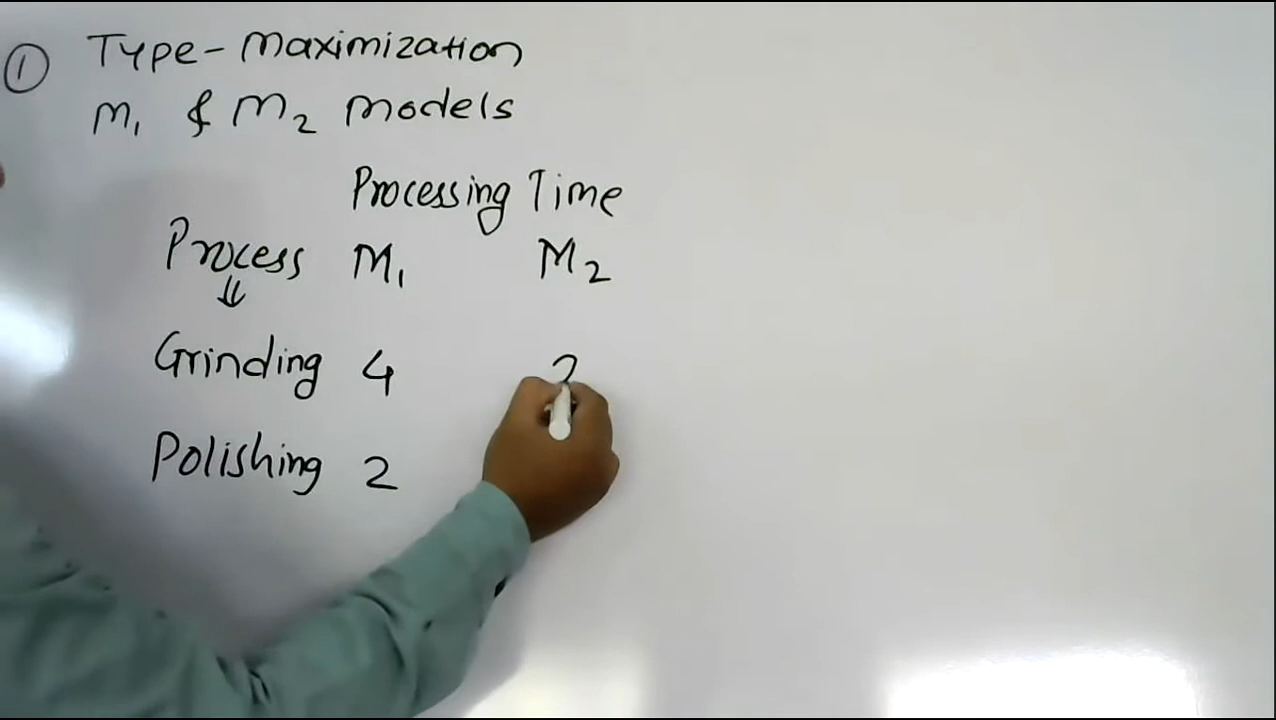 ① Type - Maximization
M₁ & M₂ Models
Processing Time
Process M₁ M₂
⇓
Grinding 4
Polishing 2